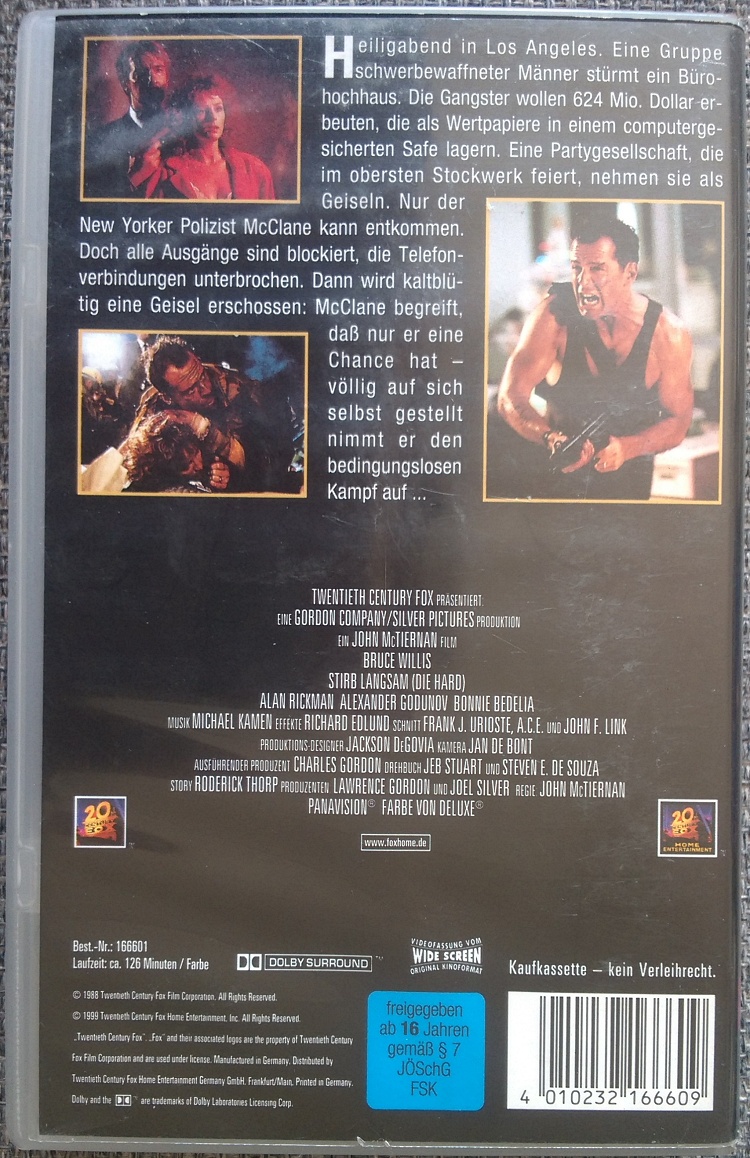 Heiligabend in Los Angeles. Eine Gruppe
schwerbewaffneter Männer stürmt ein Büro-
hochhaus. Die Gangster wollen 624 Mio. Dollar er-
beuten, die als Wertpapiere in einem computerge-
sicherten Safe lagern. Eine Partygesellschaft, die
im obersten Stockwerk feiert, nehmen sie als
Geiseln. Nur der
New Yorker Polizist McClane kann entkommen.
Doch alle Ausgänge sind blockiert, die Telefon-
verbindungen unterbrochen. Dann wird kaltblü-
tig eine Geisel erschossen: McClane begreift,
daß nur er eine
Chance hat –
völlig auf sich
selbst gestellt
nimmt er den
bedingungslosen
Kampf auf ...
TWENTIETH CENTURY FOX PRÄSENTIERT
EINE GORDON COMPANY/SILVER PICTURES PRODUKTION
EIN JOHN McTIERNAN FILM
BRUCE WILLIS
STIRB LANGSAM (DIE HARD)
ALAN RICKMAN ALEXANDER GODUNOV BONNIE BEDELIA
MUSIK MICHAEL KAMEN EFFEKTE RICHARD EDLUND SCHNITT FRANK J. URIOSTE, A.C.E. UND JOHN F. LINK
PRODUKTIONS-DESIGNER JACKSON DeGOVIA KAMERA JAN DE BONT
AUSFÜHRENDER PRODUZENT CHARLES GORDON DREHBUCH JEB STUART UND STEVEN E. DE SOUZA
STORY RODERICK THORP PRODUZENTEN LAWRENCE GORDON UND JOEL SILVER REGIE JOHN McTIERNAN
PANAVISION® FARBE VON DELUXE®
20 th CENTURY FOX ™
20 th CENTURY FOX HOME ENTERTAINMENT ™
www.foxhome.de
Best.-Nr.: 166601
Laufzeit: ca. 126 Minuten / Farbe
DOLBY SURROUND ™
VIDEOFASSUNG VOM
WIDE SCREEN
ORIGINAL KINOFORMAT
Kaufkassette – kein Verleihrecht.
© 1988 Twentieth Century Fox Film Corporation. All Rights Reserved.
© 1999 Twentieth Century Fox Home Entertainment, Inc. All Rights Reserved.
„Twentieth Century Fox“, „Fox“ and their associated logos are the property of Twentieth Century
Fox Film Corporation and are used under license. Manufactured in Germany. Distributed by
Twentieth Century Fox Home Entertainment Germany GmbH, Frankfurt/Main. Printed in Germany.
Dolby and the are trademarks of Dolby Laboratories Licensing Corp.
freigegeben
ab 16 Jahren
gemäß § 7
JÖSchG
FSK
4 010232 166609